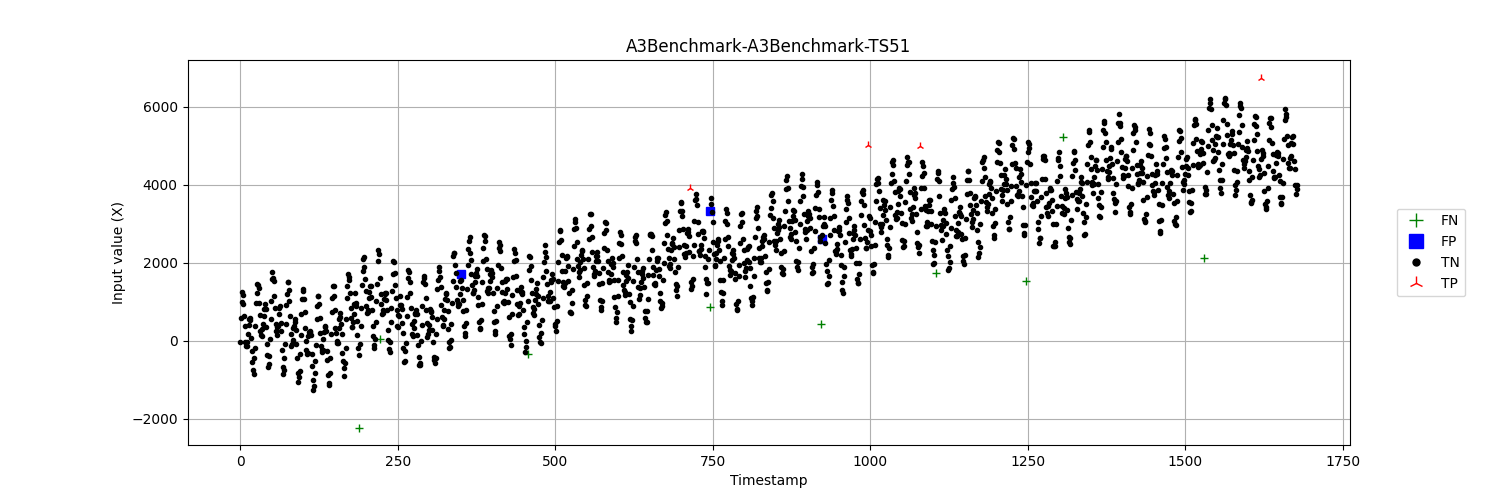 A3Benchmark-A3Benchmark-TS51
Input value (X)
6000
4000
2000
0
−2000
0 250 500 750 1000 1250 1500 1750
Timestamp
FN
FP
TN
TP